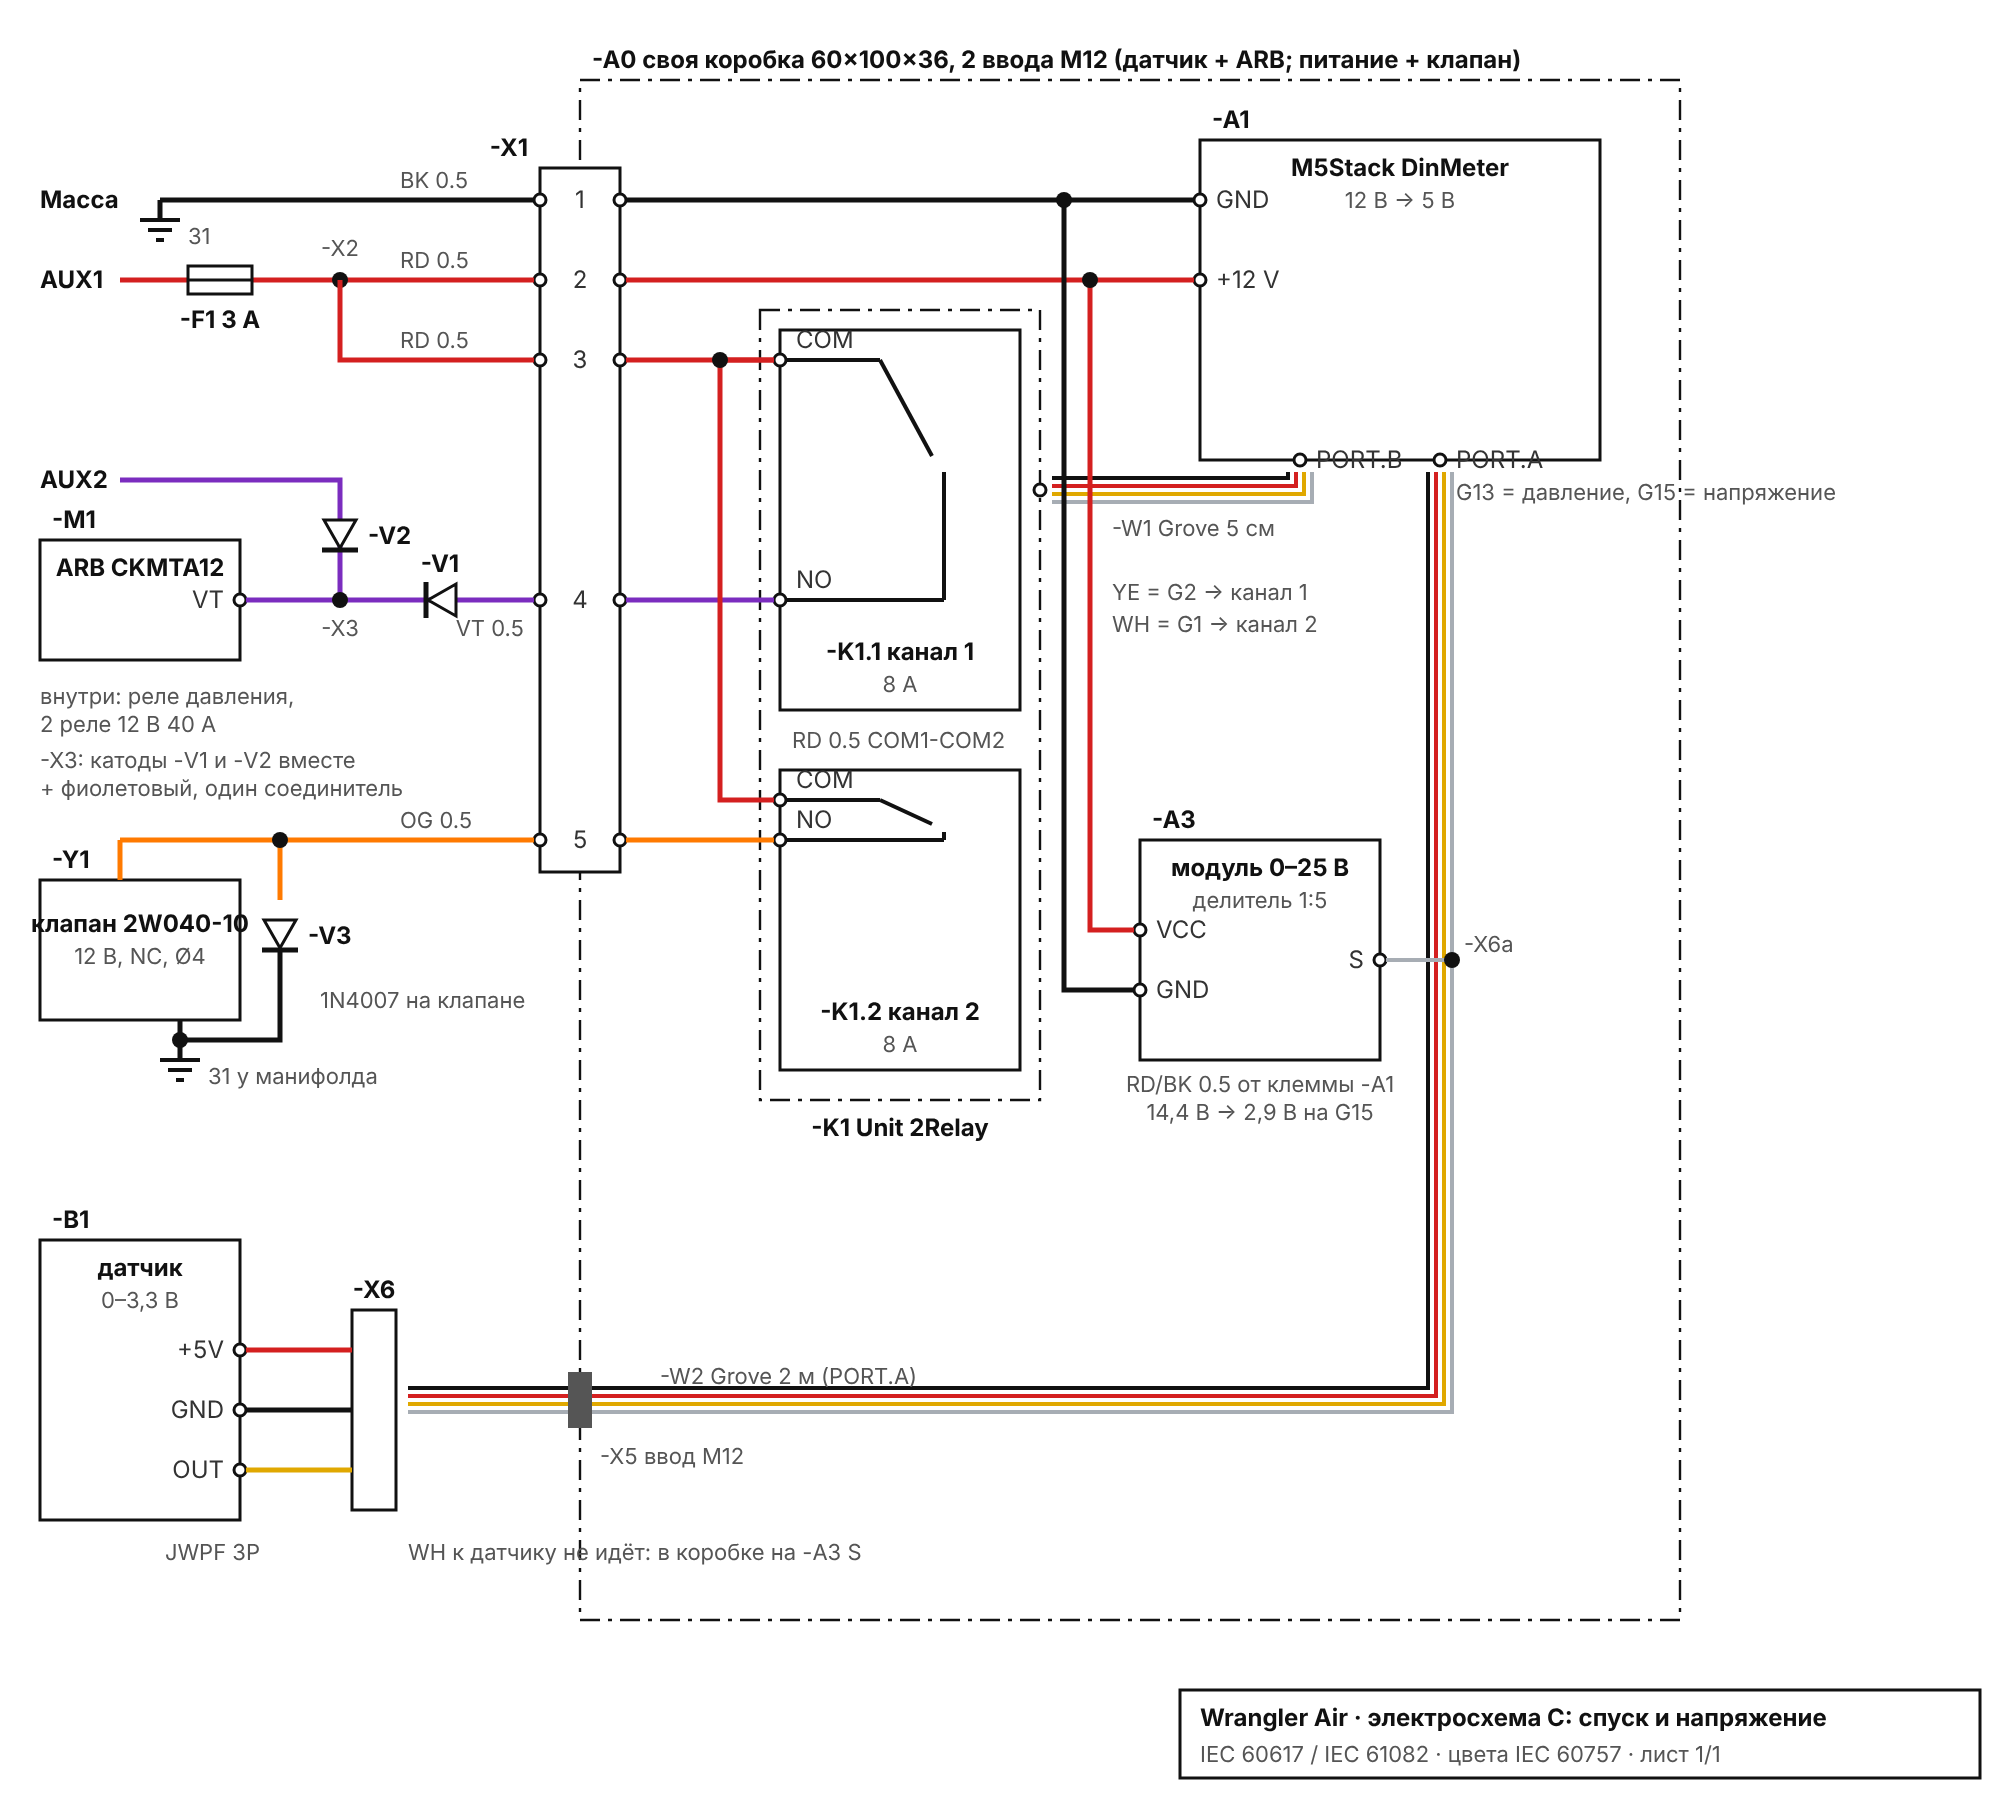 -A0 своя коробка 60×100×36, 2 ввода M12 (датчик + ARB; питание + клапан)
-A1
-X1
M5Stack DinMeter
12 В → 5 В
GND
+12 V
PORT.B
PORT.A
G13 = давление, G15 = напряжение
Масса
31
BK 0.5
1
AUX1
-F1 3 A
-X2
RD 0.5
2
RD 0.5
3
COM
NO
-K1.1 канал 1
8 A
RD 0.5 COM1-COM2
COM
NO
-K1.2 канал 2
8 A
-K1 Unit 2Relay
-W1 Grove 5 см
YE = G2 → канал 1
WH = G1 → канал 2
AUX2
-M1
ARB CKMTA12
VT
-V2
-V1
-X3
VT 0.5
4
внутри: реле давления,
2 реле 12 В 40 А
-X3: катоды -V1 и -V2 вместе
+ фиолетовый, один соединитель
OG 0.5
5
-Y1
клапан 2W040-10
12 В, NC, Ø4
-V3
1N4007 на клапане
31 у манифолда
-A3
модуль 0–25 В
делитель 1:5
VCC
S
GND
-X6a
RD/BK 0.5 от клеммы -A1
14,4 В → 2,9 В на G15
-B1
датчик
0–3,3 В
+5V
GND
OUT
-X6
JWPF 3P
-W2 Grove 2 м (PORT.A)
-X5 ввод M12
WH к датчику не идёт: в коробке на -A3 S
Wrangler Air · электросхема C: спуск и напряжение
IEC 60617 / IEC 61082 · цвета IEC 60757 · лист 1/1